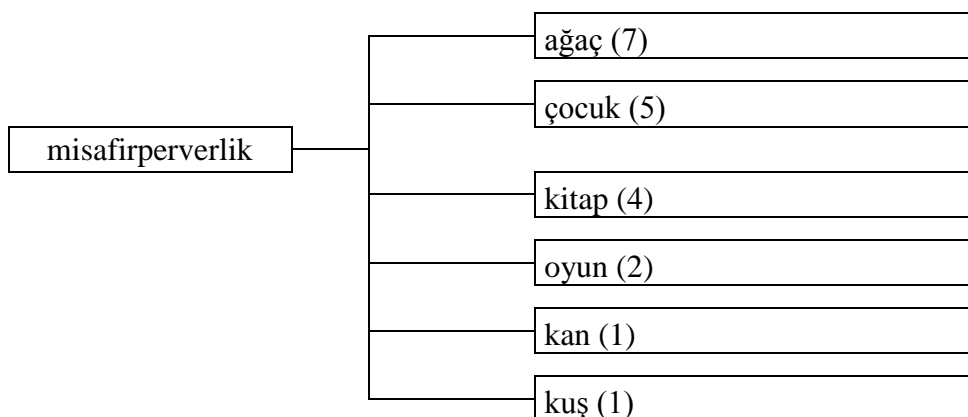 ağaç (7)
çocuk (5)
misafirperverlik
kitap (4)
oyun (2)
kan (1)
kuş (1)